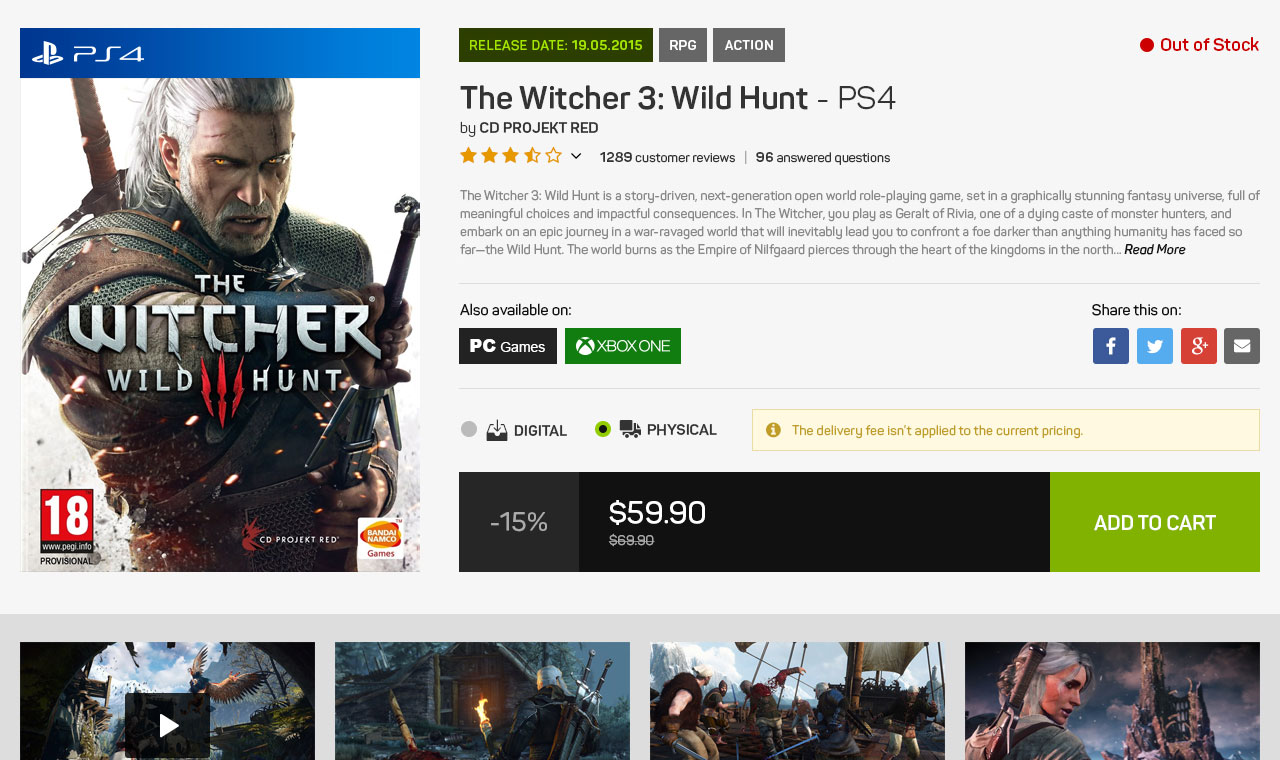 PS4
THE
WITCHER®
WILD HUNT
18
www.pegi.info
PROVISIONAL
CD PROJEKT RED®
BANDAI
NAMCO
™
Games
RELEASE DATE: 19.05.2015
RPG
ACTION
Out of Stock
The Witcher 3: Wild Hunt - PS4
by CD PROJEKT RED
1289 customer reviews | 96 answered questions
The Witcher 3: Wild Hunt is a story-driven, next-generation open world role-playing game, set in a graphically stunning fantasy universe, full of
meaningful choices and impactful consequences. In The Witcher, you play as Geralt of Rivia, one of a dying caste of monster hunters, and
embark on an epic journey in a war-ravaged world that will inevitably lead you to confront a foe darker than anything humanity has faced so
far—the Wild Hunt. The world burns as the Empire of Nilfgaard pierces through the heart of the kingdoms in the north... Read More
Also available on:
Share this on:
PC Games
XBOX ONE
f
g+
DIGITAL
PHYSICAL
The delivery fee isn't applied to the current pricing.
-15%
$59.90
$69.90
ADD TO CART